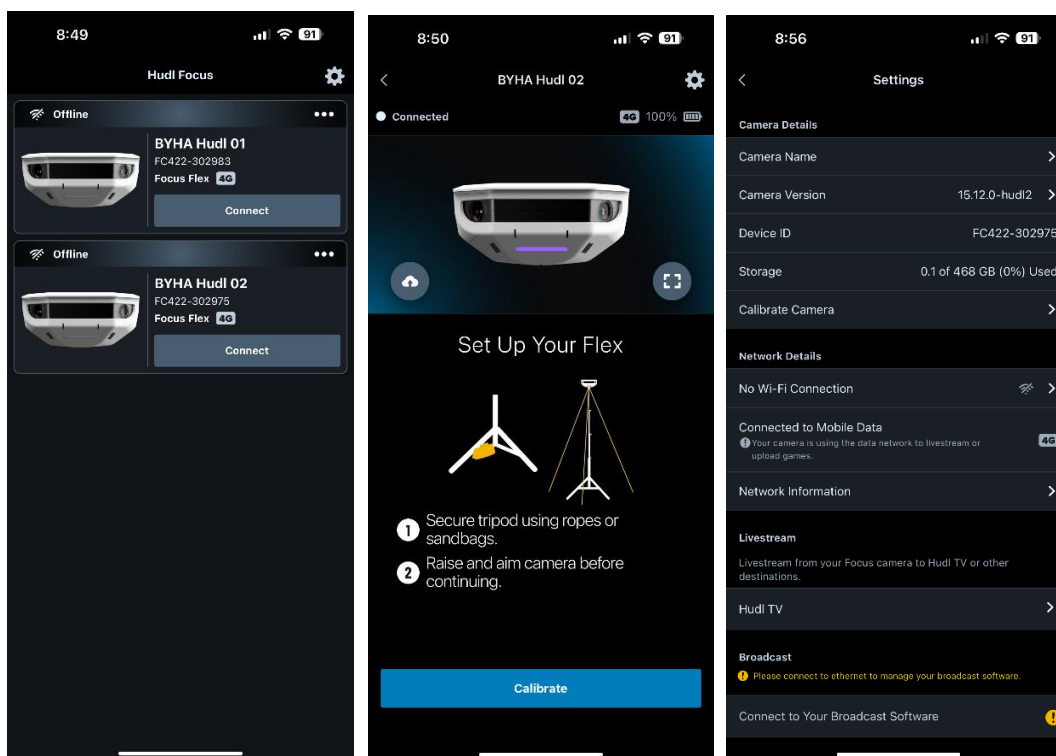 8:49
91
Hudl Focus
Offline
BYHA Hudl 01
FC422-302983
Focus Flex 4G
Connect
Offline
BYHA Hudl 02
FC422-302975
Focus Flex 4G
Connect
8:50
91
BYHA Hudl 02
Connected
4G 100%
Set Up Your Flex
1 Secure tripod using ropes or
sandbags.
2 Raise and aim camera before
continuing.
Calibrate
8:56
91
Settings
Camera Details
Camera Name
Camera Version 15.12.0-hudl2
Device ID FC422-302975
Storage 0.1 of 468 GB (0%) Used
Calibrate Camera
Network Details
No Wi-Fi Connection
Connected to Mobile Data
Your camera is using the data network to livestream or
upload games.
4G
Network Information
Livestream
Livestream from your Focus camera to Hudl TV or other
destinations.
Hudl TV
Broadcast
Please connect to ethernet to manage your broadcast software.
Connect to Your Broadcast Software